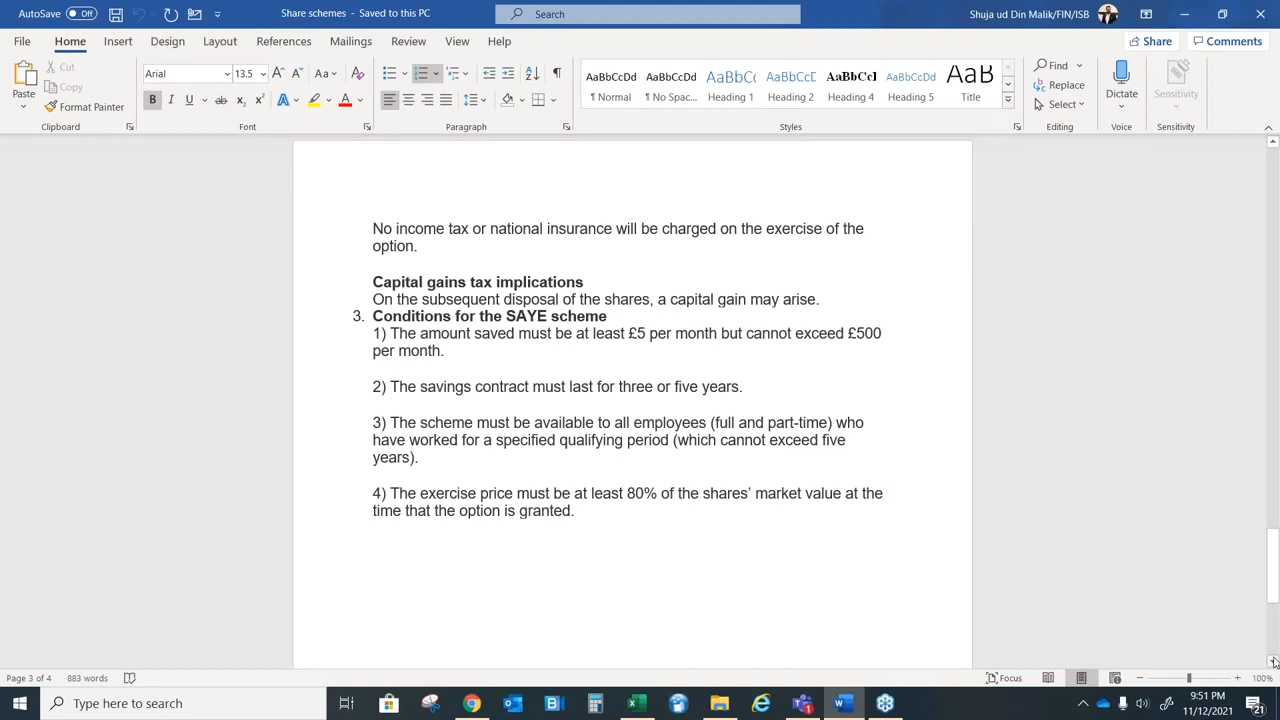 AutoSave Off
Share schemes - Saved to this PC
Search
Shuja ud Din Malik/FIN/ISB
File Home Insert Design Layout References Mailings Review View Help
Share Comments
Paste
Cut
Copy
Format Painter
Clipboard
Arial 13.5
Font
Paragraph
AaBbCcDd AaBbCcDd AaBbCc AaBbCcD AaBbCcI AaBbCcDd AaB
¶ Normal ¶ No Spac... Heading 1 Heading 2 Heading 4 Heading 5 Title
Styles
Find
Replace
Select
Editing
Dictate
Voice
Sensitivity
Sensitivity
No income tax or national insurance will be charged on the exercise of the
option.
Capital gains tax implications
On the subsequent disposal of the shares, a capital gain may arise.
3. Conditions for the SAYE scheme
1) The amount saved must be at least £5 per month but cannot exceed £500
per month.
2) The savings contract must last for three or five years.
3) The scheme must be available to all employees (full and part-time) who
have worked for a specified qualifying period (which cannot exceed five
years).
4) The exercise price must be at least 80% of the shares’ market value at the
time that the option is granted.
Page 3 of 4 883 words
Focus
100%
Type here to search
9:51 PM
11/12/2021
21